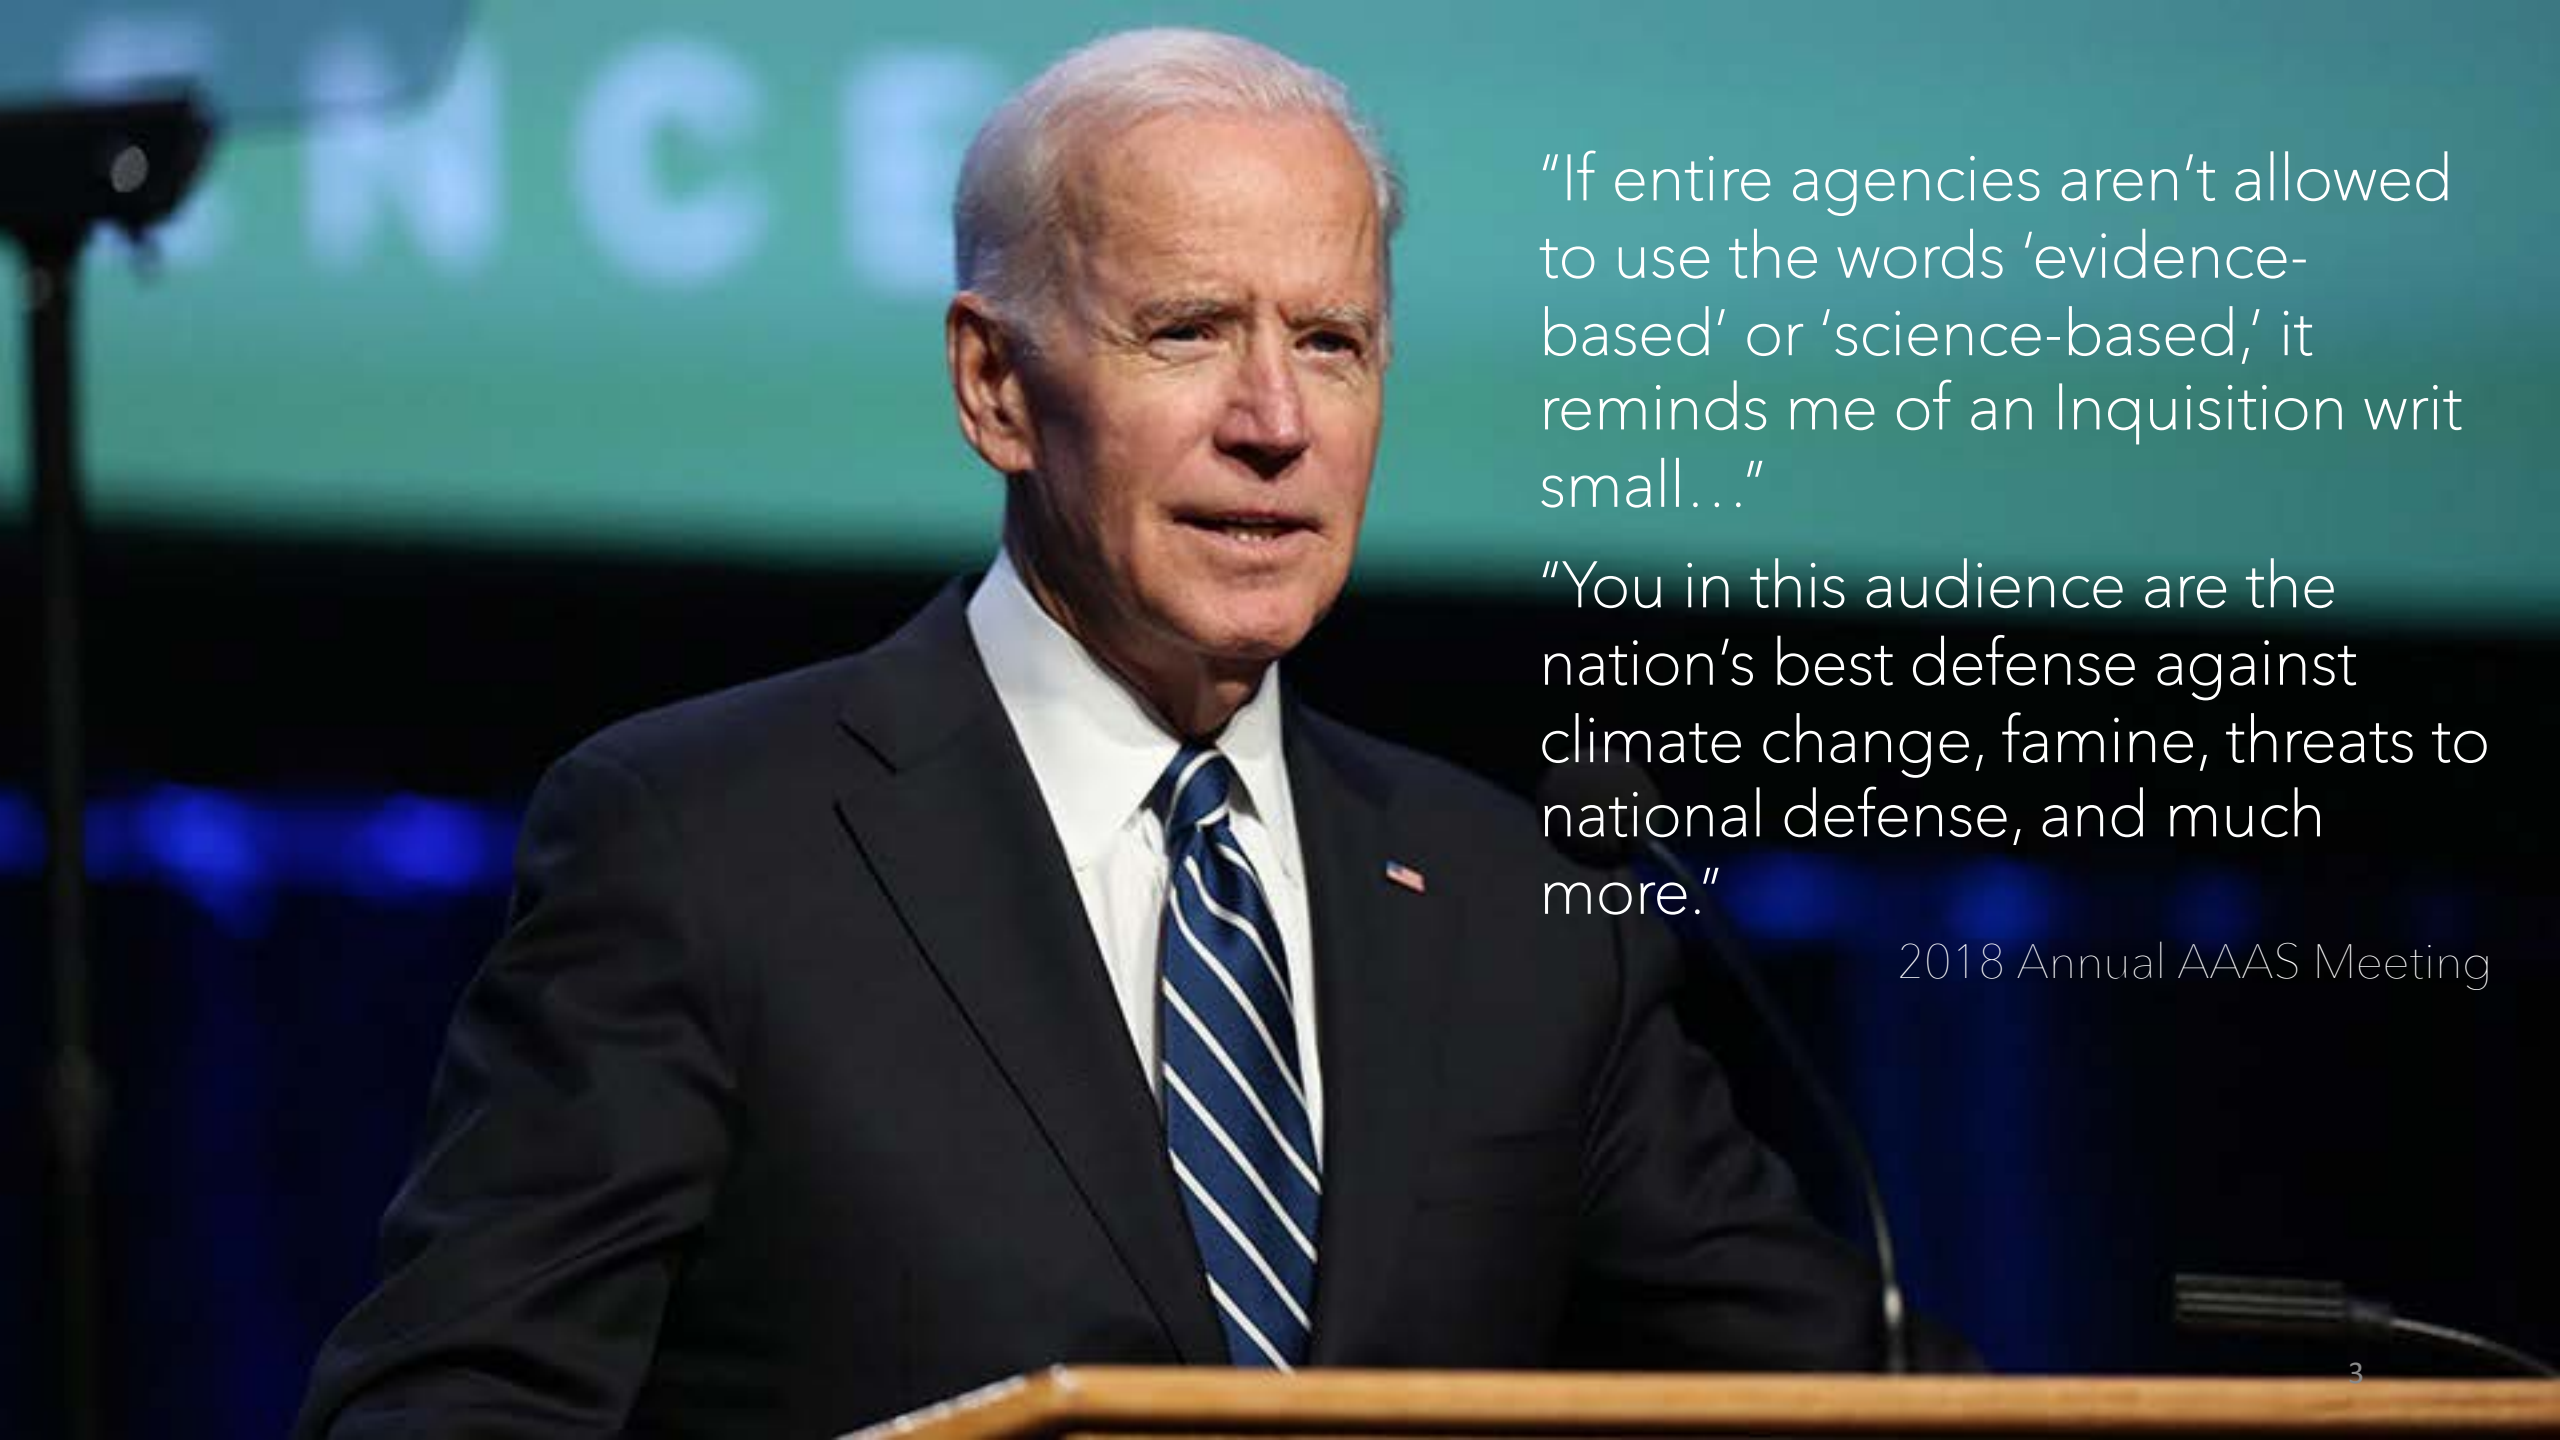 ENCE
“If entire agencies aren’t allowed
to use the words ‘evidence-
based’ or ‘science-based,’ it
reminds me of an Inquisition writ
small…”
“You in this audience are the
nation’s best defense against
climate change, famine, threats to
national defense, and much
more.”
2018 Annual AAAS Meeting
3